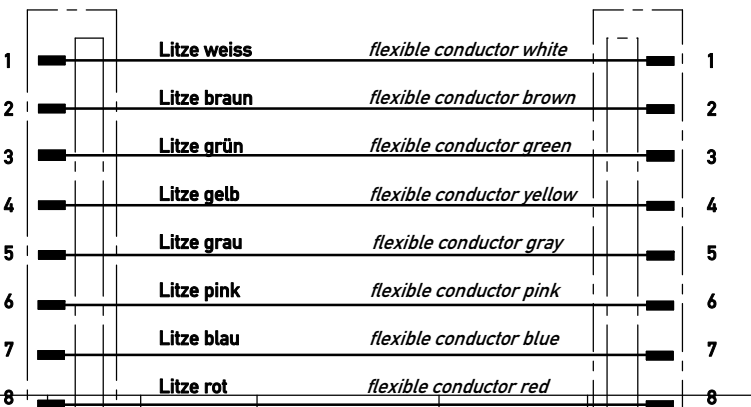 1 Litze weiss flexible conductor white 1
2 Litze braun flexible conductor brown 2
3 Litze grün flexible conductor green 3
4 Litze gelb flexible conductor yellow 4
5 Litze grau flexible conductor gray 5
6 Litze pink flexible conductor pink 6
7 Litze blau flexible conductor blue 7
8 Litze rot flexible conductor red 8